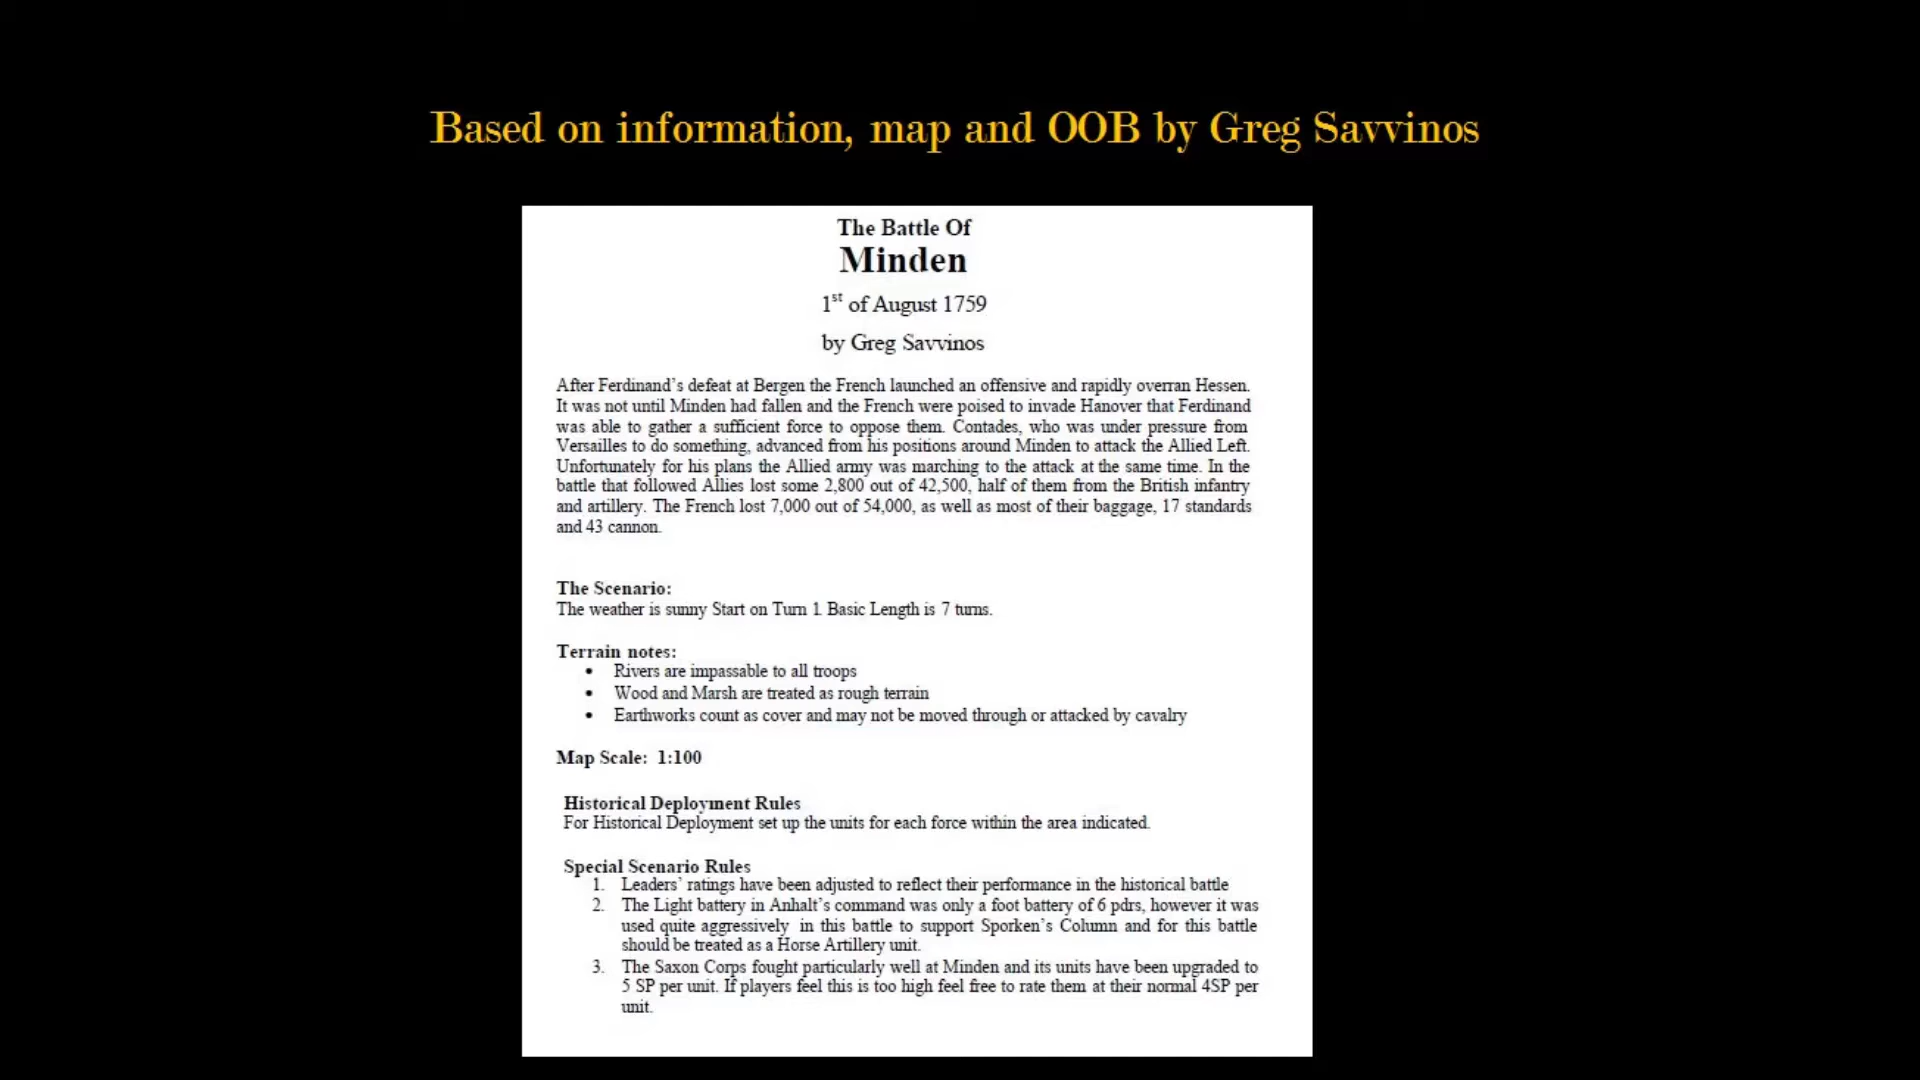 Based on information, map and OOB by Greg Savvinos
The Battle Of
Minden
1st of August 1759
by Greg Savvinos
After Ferdinand's defeat at Bergen the French launched an offensive and rapidly overran Hessen.
It was not until Minden had fallen and the French were poised to invade Hanover that Ferdinand
was able to gather a sufficient force to oppose them. Contades, who was under pressure from
Versailles to do something, advanced from his positions around Minden to attack the Allied Left.
Unfortunately for his plans the Allied army was marching to the attack at the same time. In the
battle that followed Allies lost some 2,800 out of 42,500, half of them from the British infantry
and artillery. The French lost 7,000 out of 54,000, as well as most of their baggage, 17 standards
and 43 cannon.
The Scenario:
The weather is sunny Start on Turn 1. Basic Length is 7 turns.
Terrain notes:
• Rivers are impassable to all troops
• Wood and Marsh are treated as rough terrain
• Earthworks count as cover and may not be moved through or attacked by cavalry
Map Scale: 1:100
Historical Deployment Rules
For Historical Deployment set up the units for each force within the area indicated.
Special Scenario Rules
1. Leaders' ratings have been adjusted to reflect their performance in the historical battle
2. The Light battery in Anhalt's command was only a foot battery of 6 pdrs, however it was
used quite aggressively in this battle to support Sporken's Column and for this battle
should be treated as a Horse Artillery unit.
3. The Saxon Corps fought particularly well at Minden and its units have been upgraded to
5 SP per unit. If players feel this is too high feel free to rate them at their normal 4SP per
unit.